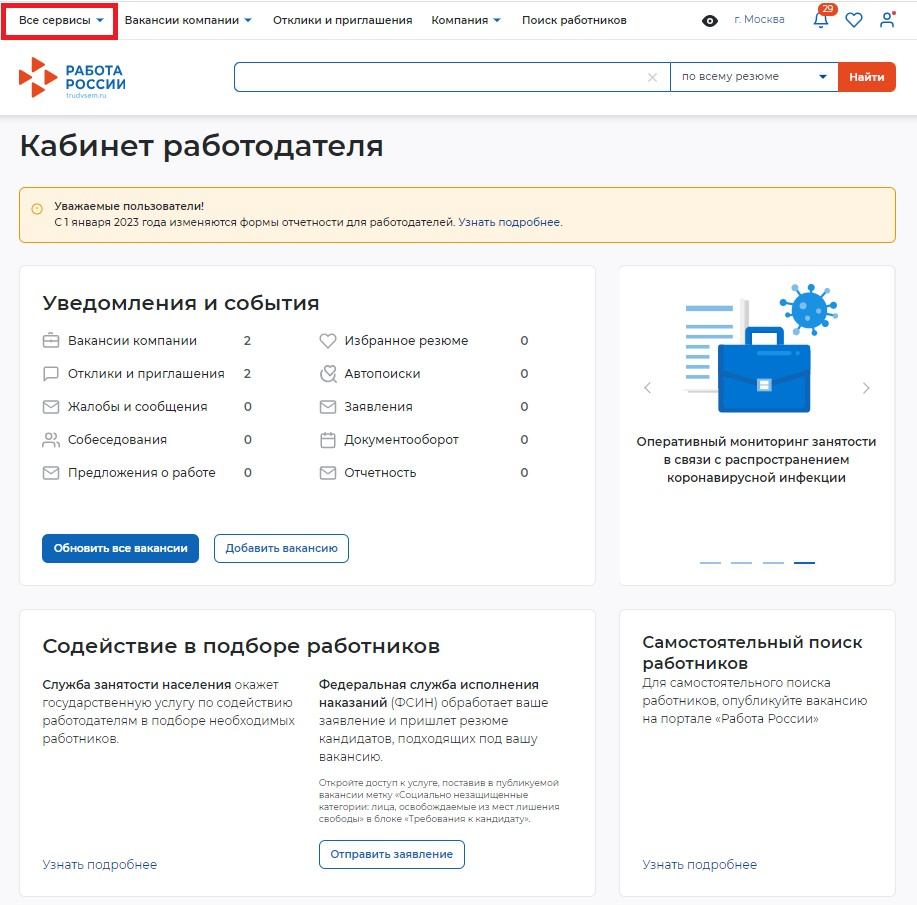 Все сервисы Вакансии компании Отклики и приглашения Компания Поиск работников г. Москва 29
РАБОТА
РОССИИ
trudvsem.ru
по всему резюме Найти
Кабинет работодателя
Уважаемые пользователи!
С 1 января 2023 года изменяются формы отчетности для работодателей. Узнать подробнее.
Уведомления и события
Вакансии компании 2
Отклики и приглашения 2
Жалобы и сообщения 0
Собеседования 0
Предложения о работе 0
Избранное резюме 0
Автопоиски 0
Заявления 0
Документооборот 0
Отчетность 0
Обновить все вакансии Добавить вакансию
Оперативный мониторинг занятости
в связи с распространением
коронавирусной инфекции
Содействие в подборе работников
Служба занятости населения окажет
государственную услугу по содействию
работодателям в подборе необходимых
работников.
Узнать подробнее
Федеральная служба исполнения
наказаний (ФСИН) обработает ваше
заявление и пришлет резюме
кандидатов, подходящих под вашу
вакансию.
Откройте доступ к услуге, поставив в публикуемой
вакансии метку «Социально незащищенные
категории: лица, освобождаемые из мест лишения
свободы» в блоке «Требования к кандидату».
Отправить заявление
Самостоятельный поиск
работников
Для самостоятельного поиска
работников, опубликуйте вакансию
на портале «Работа России»
Узнать подробнее